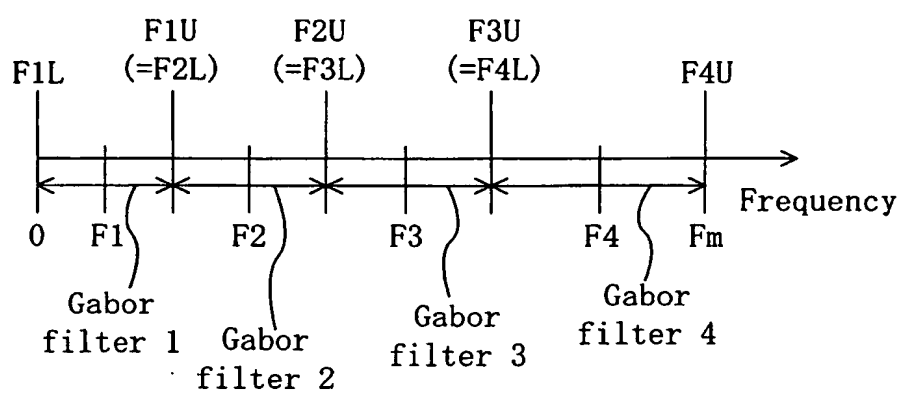 F1L
F1U
(=F2L)
F2U
(=F3L)
F3U
(=F4L)
F4U
Frequency
0
F1
F2
F3
F4
Fm
Gabor
filter 1
Gabor
filter 2
Gabor
filter 3
Gabor
filter 4